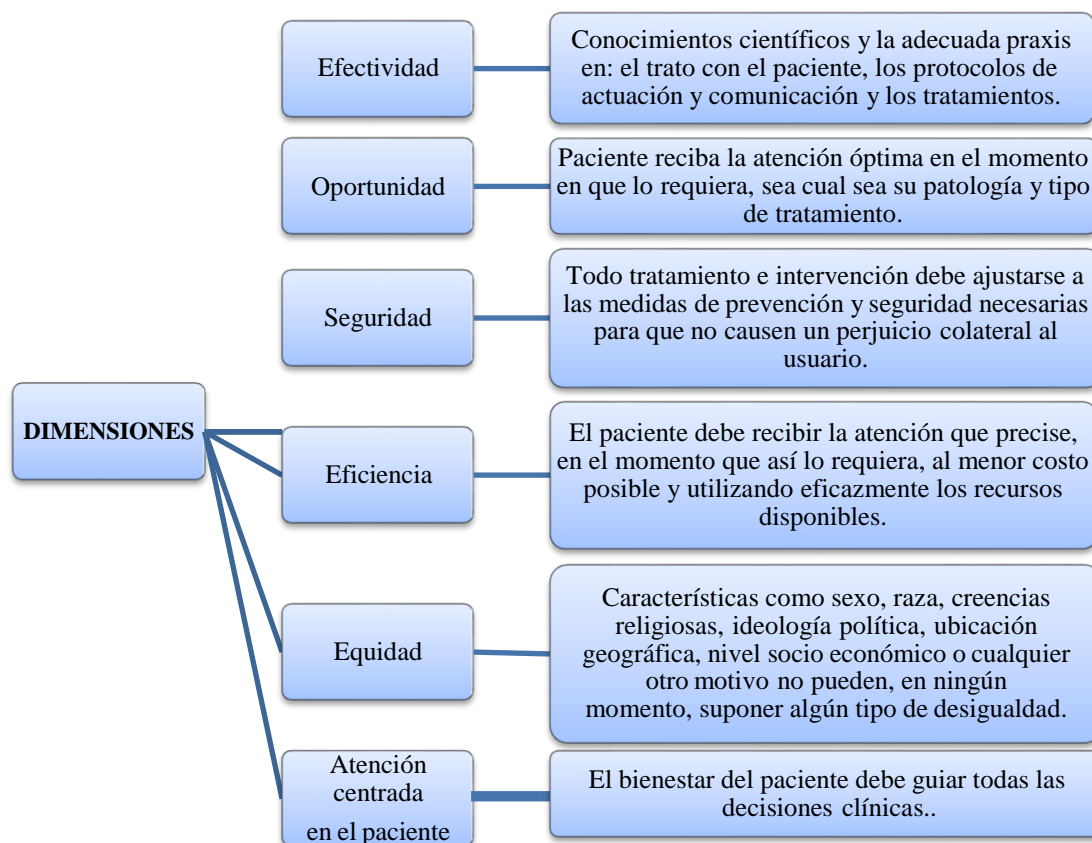 Efectividad
Conocimientos científicos y la adecuada praxis
en: el trato con el paciente, los protocolos de
actuación y comunicación y los tratamientos.
Oportunidad
Paciente reciba la atención óptima en el momento
en que lo requiera, sea cual sea su patología y tipo
de tratamiento.
Seguridad
Todo tratamiento e intervención debe ajustarse a
las medidas de prevención y seguridad necesarias
para que no causen un perjuicio colateral al
usuario.
DIMENSIONES
Eficiencia
El paciente debe recibir la atención que precise,
en el momento que así lo requiera, al menor costo
posible y utilizando eficazmente los recursos
disponibles.
Equidad
Características como sexo, raza, creencias
religiosas, ideología política, ubicación
geográfica, nivel socio económico o cualquier
otro motivo no pueden, en ningún
momento, suponer algún tipo de desigualdad.
Atención
centrada
en el paciente
El bienestar del paciente debe guiar todas las
decisiones clínicas..